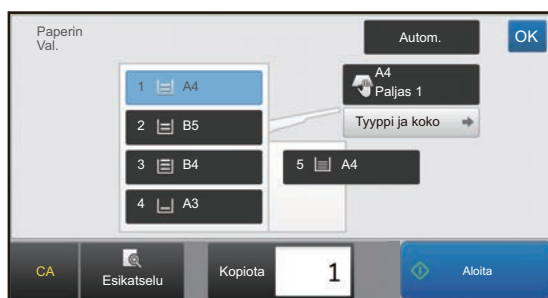 Paperin
Val.
Autom.
OK
1 A4
A4
Paljas 1
2 B5
Tyyppi ja koko
3 B4
5 A4
4 A3
CA
Esikatselu
Kopiota
1
Aloita